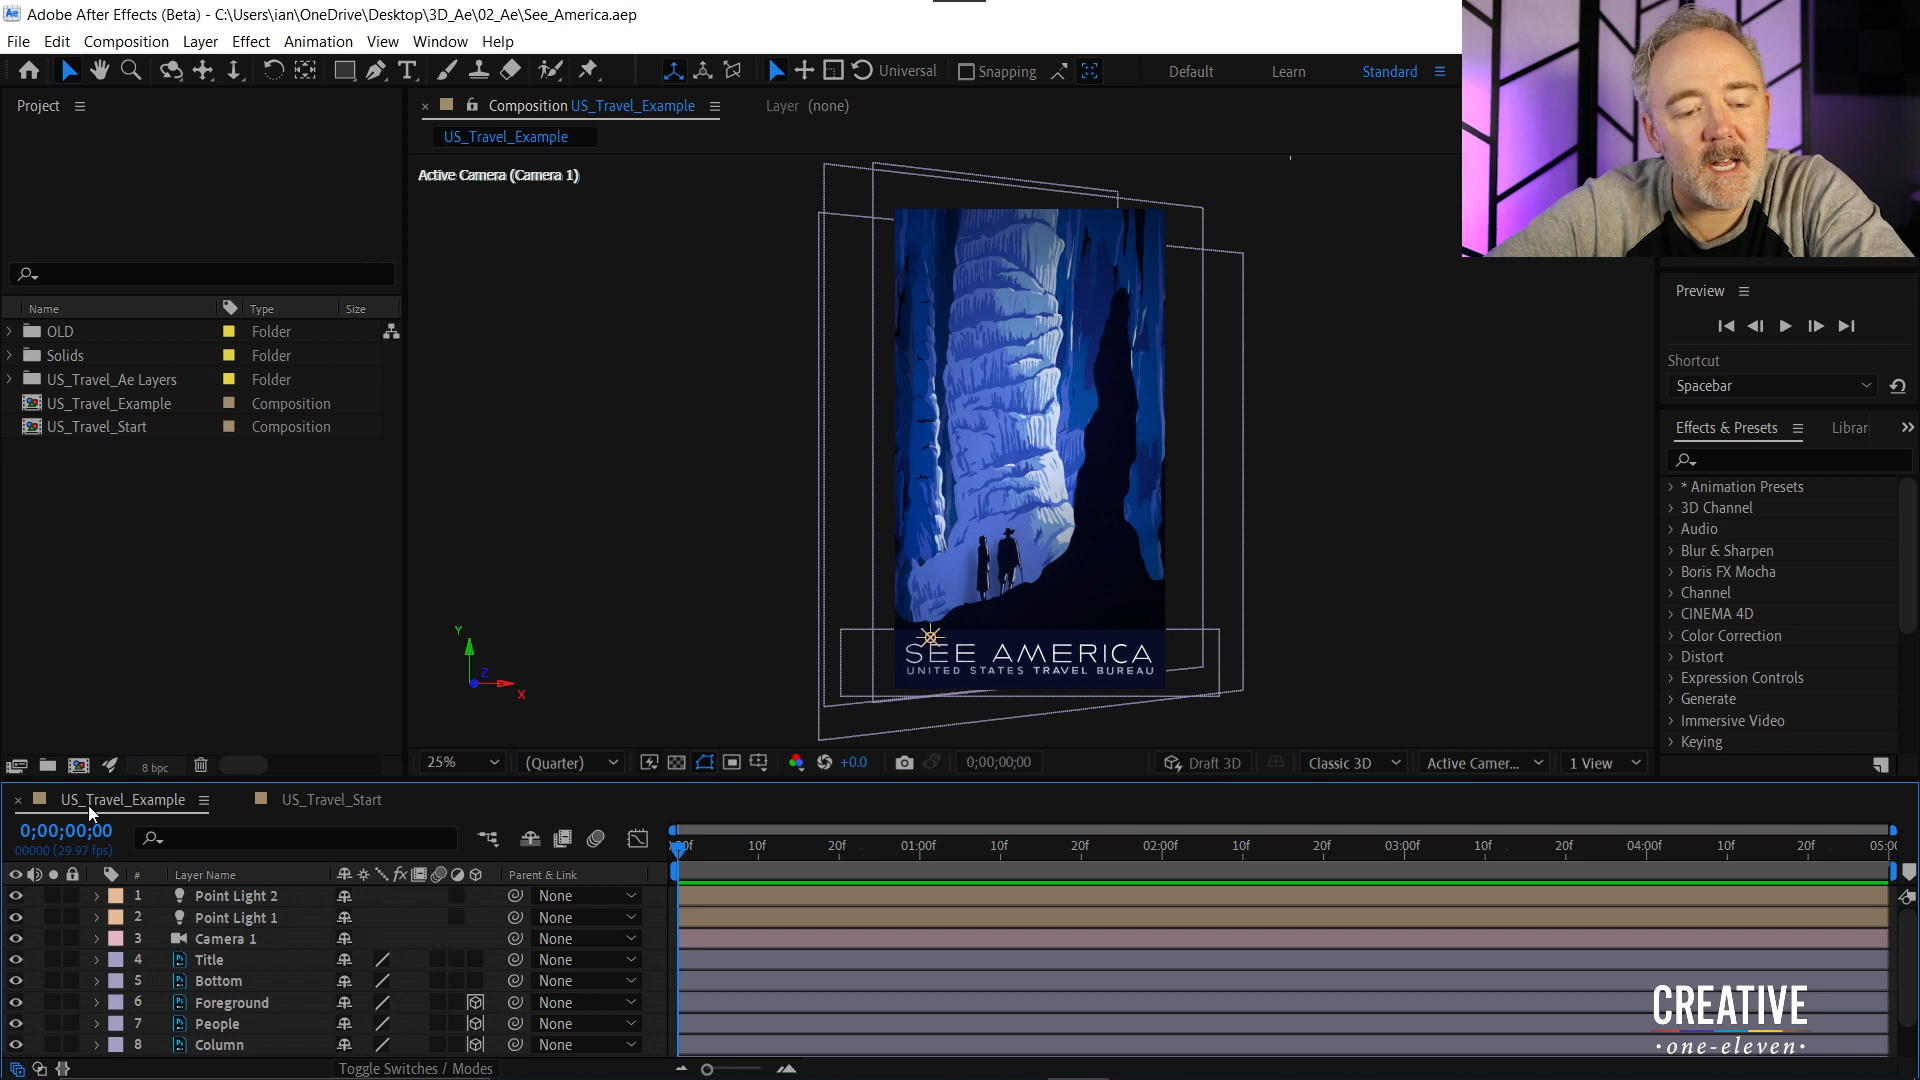 Adobe After Effects (Beta) - C:\Users\ian\OneDrive\Desktop\3D_Ae\02_Ae\See_America.aep
File Edit Composition Layer Effect Animation View Window Help
Universal Snapping Default Learn Standard
Project
Composition US_Travel_Example
Layer (none)
US_Travel_Example
Active Camera (Camera 1)
Name Type Size
OLD Folder
Solids Folder
US_Travel_Ae Layers Folder
US_Travel_Example Composition
US_Travel_Start Composition
8 bpc
SEE AMERICA
UNITED STATES TRAVEL BUREAU
Y
Z
X
25% (Quarter) +0.0 0;00;00;00 Draft 3D Classic 3D Active Camer... 1 View
Preview
Shortcut
Spacebar
Effects & Presets Librar
* Animation Presets
3D Channel
Audio
Blur & Sharpen
Boris FX Mocha
Channel
CINEMA 4D
Color Correction
Distort
Expression Controls
Generate
Immersive Video
Keying
US_Travel_Example US_Travel_Start
0;00;00;00
00000 (29.97 fps)
10f 20f 01:00f 10f 20f 02:00f 10f 20f 03:00f 10f 20f 04:00f 10f 20f
# Layer Name fx Parent & Link
1 Point Light 2 None
2 Point Light 1 None
3 Camera 1 None
4 Title None
5 Bottom None
6 Foreground None
7 People None
8 Column None
Toggle Switches / Modes
CREATIVE
·one-eleven·